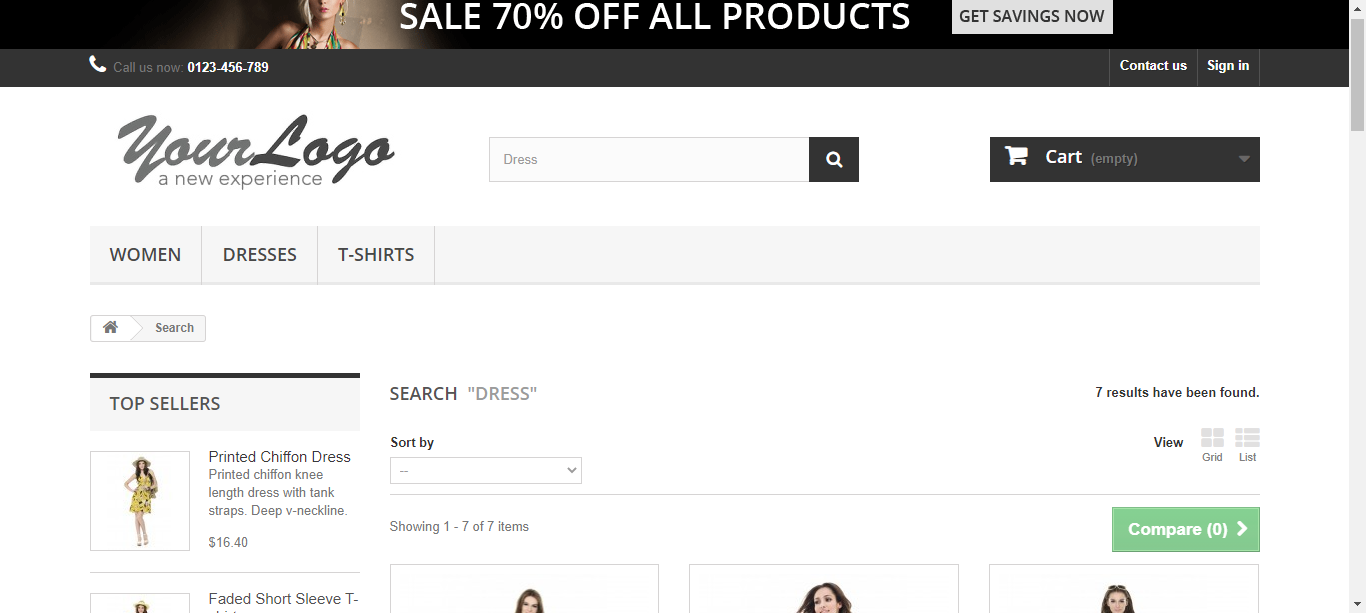 SALE 70% OFF ALL PRODUCTS
GET SAVINGS NOW
Call us now: 0123-456-789
Contact us
Sign in
YourLogo
a new experience
Dress
Cart (empty)
WOMEN
DRESSES
T-SHIRTS
Search
TOP SELLERS
Printed Chiffon Dress
Printed chiffon knee
length dress with tank
straps. Deep v-neckline.
$16.40
Faded Short Sleeve T-
SEARCH "DRESS"
7 results have been found.
Sort by
--
View
Grid
List
Showing 1 - 7 of 7 items
Compare (0)